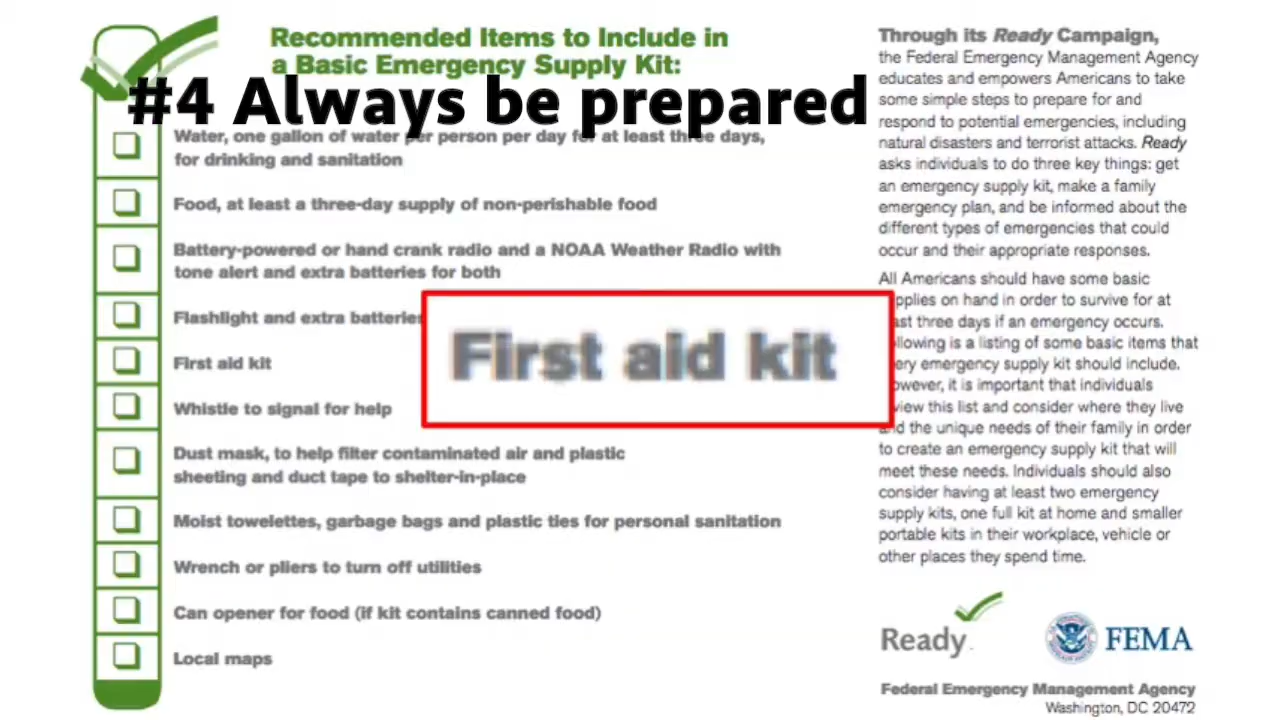 Recommended Items to Include in
a Basic Emergency Supply Kit:
#4 Always be prepared
Water, one gallon of water per person per day for at least three days,
for drinking and sanitation
Food, at least a three-day supply of non-perishable food
Battery-powered or hand crank radio and a NOAA Weather Radio with
tone alert and extra batteries for both
Flashlight and extra batteries
First aid kit
First aid kit
Whistle to signal for help
Dust mask, to help filter contaminated air and plastic
sheeting and duct tape to shelter-in-place
Moist towelettes, garbage bags and plastic ties for personal sanitation
Wrench or pliers to turn off utilities
Can opener for food (if kit contains canned food)
Local maps
Through its Ready Campaign,
the Federal Emergency Management Agency
educates and empowers Americans to take
some simple steps to prepare for and
respond to potential emergencies, including
natural disasters and terrorist attacks. Ready
asks individuals to do three key things: get
an emergency supply kit, make a family
emergency plan, and be informed about the
different types of emergencies that could
occur and their appropriate responses.
All Americans should have some basic
supplies on hand in order to survive for at
least three days if an emergency occurs.
Following is a listing of some basic items that
every emergency supply kit should include.
However, it is important that individuals
review this list and consider where they live
and the unique needs of their family in order
to create an emergency supply kit that will
meet these needs. Individuals should also
consider having at least two emergency
supply kits, one full kit at home and smaller
portable kits in their workplace, vehicle or
other places they spend time.
Ready
FEMA
Federal Emergency Management Agency
Washington, DC 20472